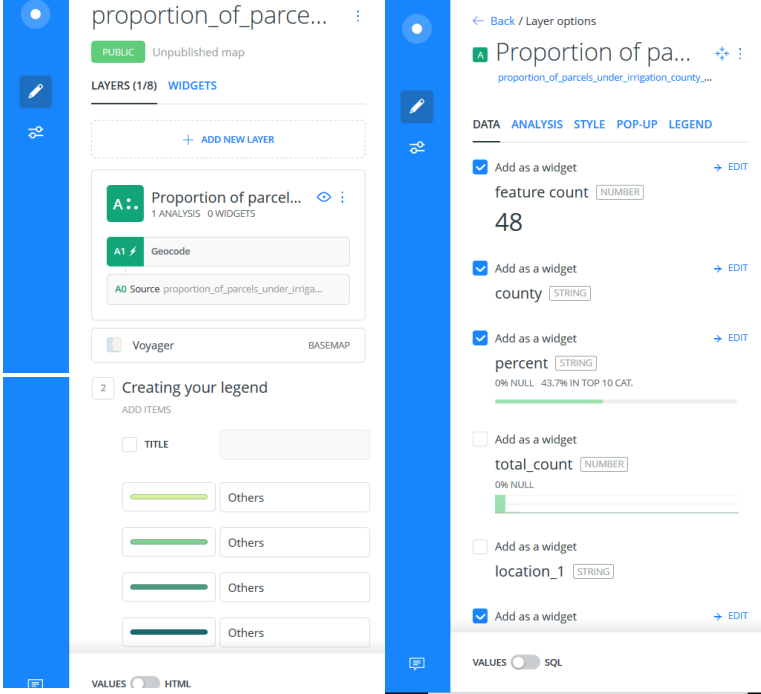 proportion_of_parce...
PUBLIC Unpublished map
LAYERS (1/8) WIDGETS
+ ADD NEW LAYER
A Proportion of parcel...
1 ANALYSIS 0 WIDGETS
A1 Geocode
A0 Source proportion_of_parcels_under_irriga...
Voyager BASEMAP
2 Creating your legend
ADD ITEMS
TITLE
Others
Others
Others
Others
VALUES HTML
← Back / Layer options
A Proportion of pa...
proportion_of_parcels_under_irrigation_county_...
DATA ANALYSIS STYLE POP-UP LEGEND
Add as a widget → EDIT
feature count NUMBER
48
Add as a widget → EDIT
county STRING
Add as a widget → EDIT
percent STRING
0% NULL 43.7% IN TOP 10 CAT.
Add as a widget
total_count NUMBER
0% NULL
Add as a widget
location_1 STRING
Add as a widget → EDIT
VALUES SQL